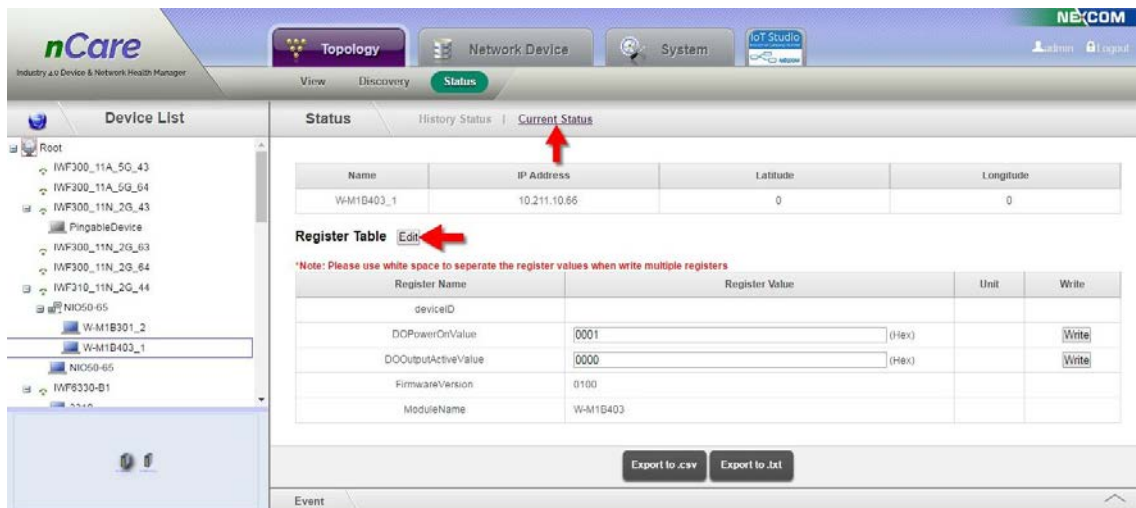 NEXCOM
nCare
Industry 4.0 Device & Network Health Manager
Topology
Network Device
System
IoT Studio
NEXCOM
admin
Logout
View
Discovery
Status
Device List
Root
IWF300_11A_5G_43
IWF300_11A_5G_64
IWF300_11N_2G_43
PingableDevice
IWF300_11N_2G_63
IWF300_11N_2G_64
IWF310_11N_2G_44
NIO50-65
W-M1B301_2
W-M1B403_1
NIO50-65
IWF6330-B1
Status
History Status | Current Status
Name IP Address Latitude Longitude
W-M1B403_1 10.211.10.66 0 0
Register Table Edit
*Note: Please use white space to seperate the register values when write multiple registers
Register Name Register Value Unit Write
deviceID
DOPowerOnValue 0001 (Hex) Write
DOOutputActiveValue 0000 (Hex) Write
FirmwareVersion 0100
ModuleName W-M1B403
Export to .csv Export to .txt
Event